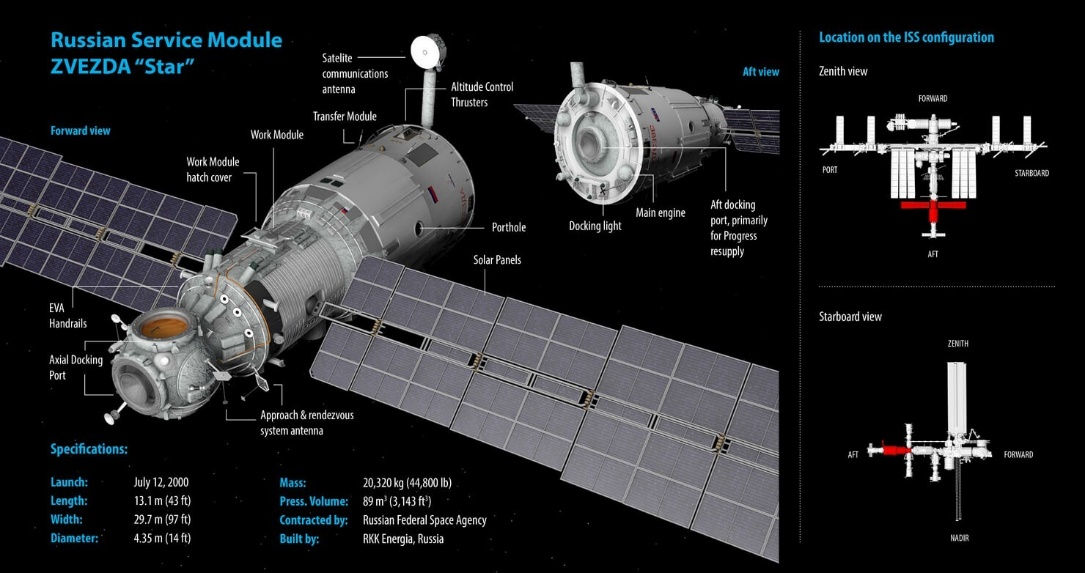 Russian Service Module
ZVEZDA “Star”
Forward view
Satelite
communications
antenna
Altitude Control
Thrusters
Transfer Module
Work Module
Work Module
hatch cover
Porthole
Solar Panels
EVA
Handrails
Axial Docking
Port
Approach & rendezvous
system antenna
Aft view
Docking light
Main engine
Aft docking
port, primarily
for Progress
resupply
Specifications:
Launch: July 12, 2000
Length: 13.1 m (43 ft)
Width: 29.7 m (97 ft)
Diameter: 4.35 m (14 ft)
Mass: 20,320 kg (44,800 lb)
Press. Volume: 89 m³ (3,143 ft³)
Contracted by: Russian Federal Space Agency
Built by: RKK Energia, Russia
Location on the ISS configuration
Zenith view
FORWARD
PORT
STARBOARD
AFT
Starboard view
ZENITH
AFT
FORWARD
NADIR